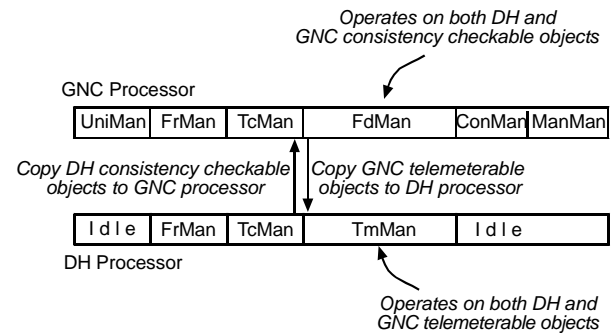 Operates on both DH and
GNC consistency checkable objects
GNC Processor
UniMan FrMan TcMan FdMan ConMan ManMan
Copy DH consistency checkable
objects to GNC processor
Copy GNC telemeterable
objects to DH processor
Idle FrMan TcMan TmMan Idle
DH Processor
Operates on both DH and
GNC telemeterable objects